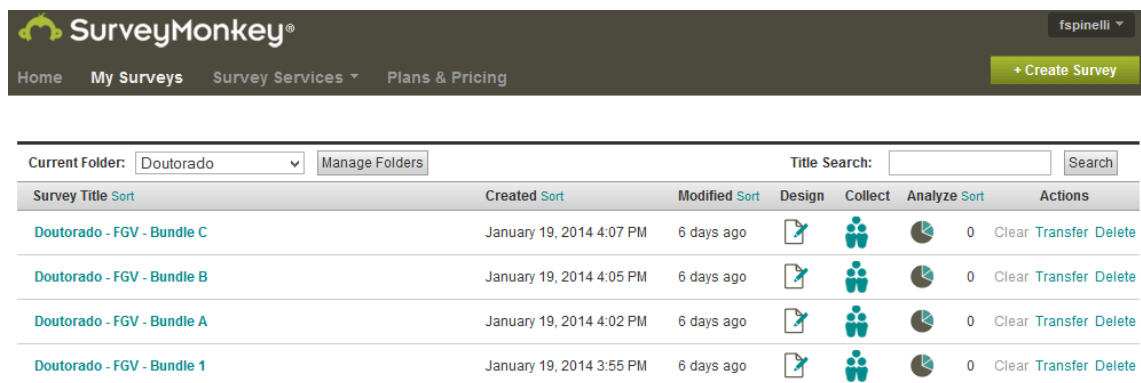 SurveyMonkey®
fspinelli
Home My Surveys Survey Services Plans & Pricing
+ Create Survey
Current Folder: Doutorado Manage Folders Title Search: Search
Survey Title Sort Created Sort Modified Sort Design Collect Analyze Sort Actions
Doutorado - FGV - Bundle C January 19, 2014 4:07 PM 6 days ago 0 Clear Transfer Delete
Doutorado - FGV - Bundle B January 19, 2014 4:05 PM 6 days ago 0 Clear Transfer Delete
Doutorado - FGV - Bundle A January 19, 2014 4:02 PM 6 days ago 0 Clear Transfer Delete
Doutorado - FGV - Bundle 1 January 19, 2014 3:55 PM 6 days ago 0 Clear Transfer Delete